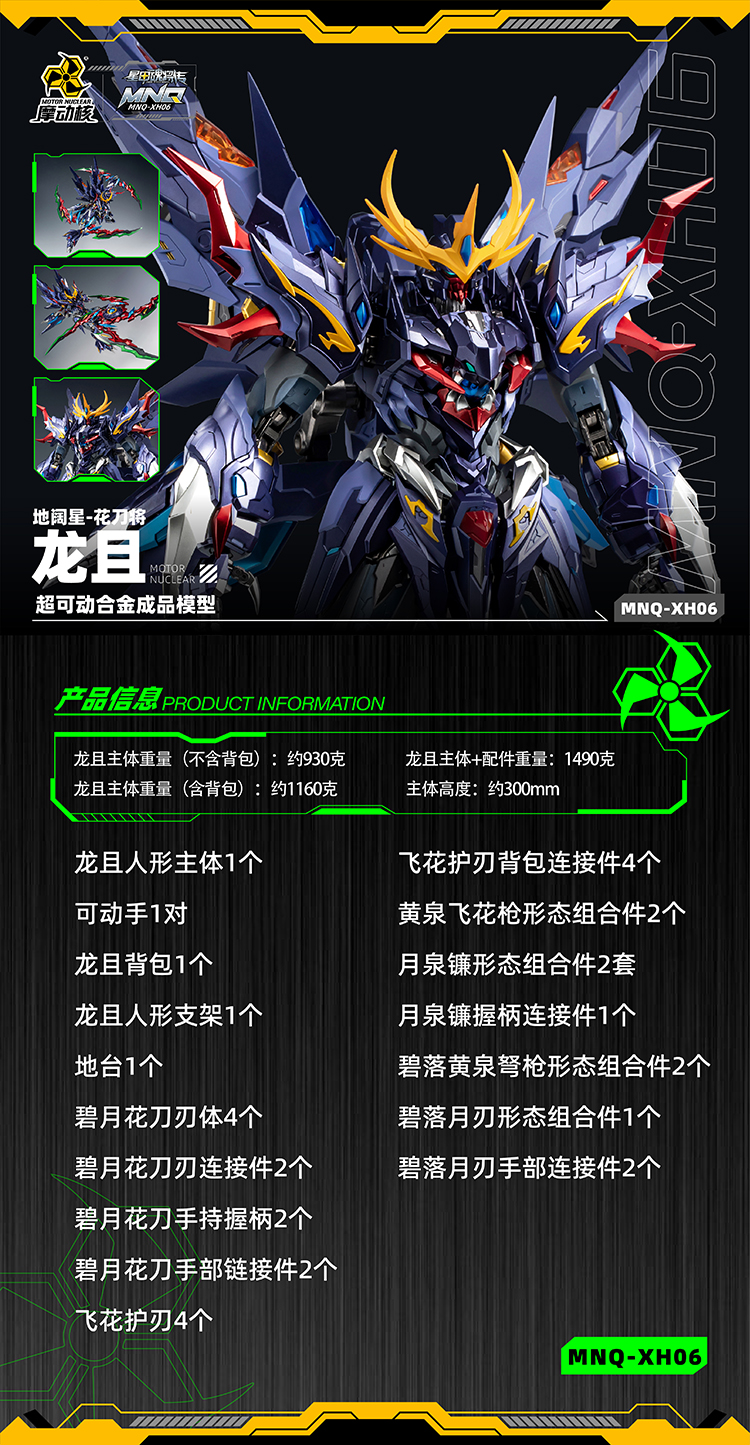 MOTOR NUCLEAR
摩动核
星甲魂将传
MNQ
MNQ-XH06
MNQ-XH06
地阔星-花刀将
龙且
MOTOR
NUCLEAR
超可动合金成品模型
MNQ-XH06
产品信息 PRODUCT INFORMATION
龙且主体重量（不含背包）：约930克
龙且主体+配件重量：1490克
龙且主体重量（含背包）：约1160克
主体高度：约300mm
龙且人形主体1个
可动手1对
龙且背包1个
龙且人形支架1个
地台1个
碧月花刀刃体4个
碧月花刀刃连接件2个
碧月花刀手持握柄2个
碧月花刀手部链接件2个
飞花护刃4个
飞花护刃背包连接件4个
黄泉飞花枪形态组合件2个
月泉镰形态组合件2套
月泉镰握柄连接件1个
碧落黄泉弩枪形态组合件2个
碧落月刃形态组合件1个
碧落月刃手部连接件2个
MNQ-XH06